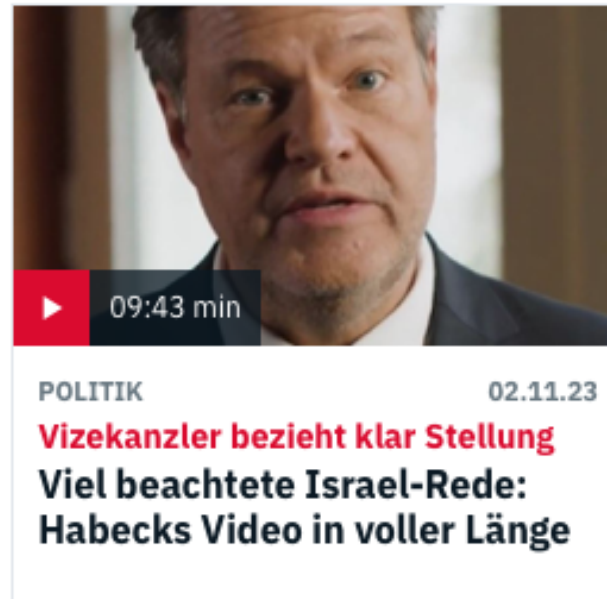 09:43 min
POLITIK 02.11.23
Vizekanzler bezieht klar Stellung
Viel beachtete Israel-Rede:
Habecks Video in voller Länge